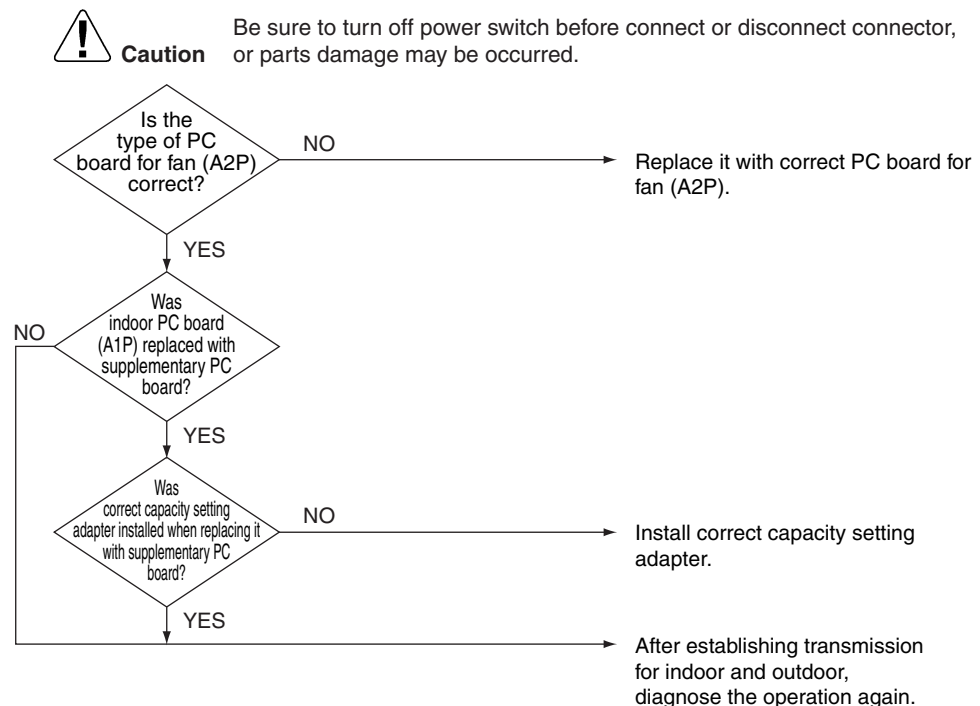 Be sure to turn off power switch before connect or disconnect connector,
Caution or parts damage may be occurred.
Is the
type of PC
board for fan (A2P)
correct?
NO
Replace it with correct PC board for
fan (A2P).
YES
Was
indoor PC board
(A1P) replaced with
supplementary PC
board?
NO
YES
Was
correct capacity setting
adapter installed when replacing it
with supplementary PC
board?
NO
Install correct capacity setting
adapter.
YES
After establishing transmission
for indoor and outdoor,
diagnose the operation again.